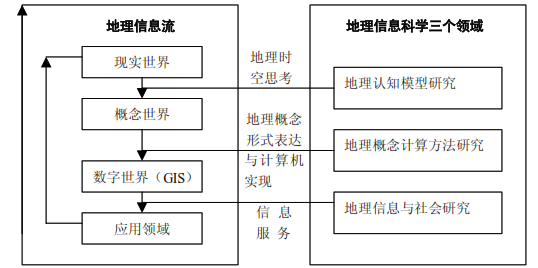 地理信息流
现实世界
概念世界
数字世界（GIS）
应用领域
地理时
空思考
地理概念
形式表达
与计算机
实现
信 息
服 务
地理信息科学三个领域
地理认知模型研究
地理概念计算方法研究
地理信息与社会研究